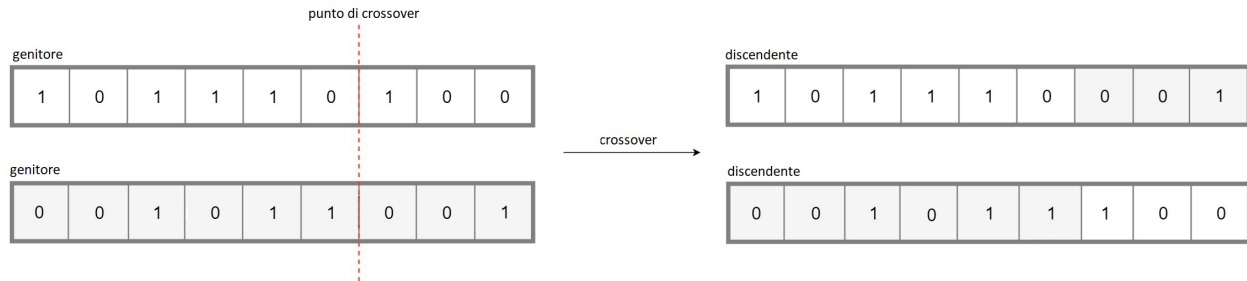 punto di crossover
genitore
1 0 1 1 1 0 1 0 0
genitore
0 0 1 0 1 1 0 0 1
crossover
discendente
1 0 1 1 1 0 0 0 1
discendente
0 0 1 0 1 1 1 0 0